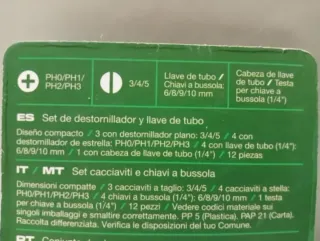 PH0/PH1/
PH2/PH3
3/4/5
Llave de tubo /
Chiavi a bussola:
6/8/9/10 mm
Cabeza de llave
de tubo / Testa
per chiave a
bussola (1/4")
ES Set de destornillador y llave de tubo
Diseño compacto / 3 con destornillador plano: 3/4/5 / 4 con
destornillador de estrella: PH0/PH1/PH2/PH3 / 4 con llave de tubo:
6/8/9/10 mm / 1 con cabeza de llave de tubo (1/4") / 12 piezas
IT / MT Set cacciaviti e chiavi a bussola
Dimensioni compatte / 3 cacciaviti a taglio: 3/4/5 / 4 cacciaviti a stella:
PH0/PH1/PH2/PH3 / 4 chiavi a bussola: 6/8/9/10 mm / 1 testa
per chiave a bussola (1/4") / 12 pezzi / Vedere codice materiale sui
singoli imballaggi e smaltire correttamente. PP 5 (Plastica). PAP 21 (Carta).
Raccolta differenziata. Verifica le disposizioni del tuo Comune.
PT